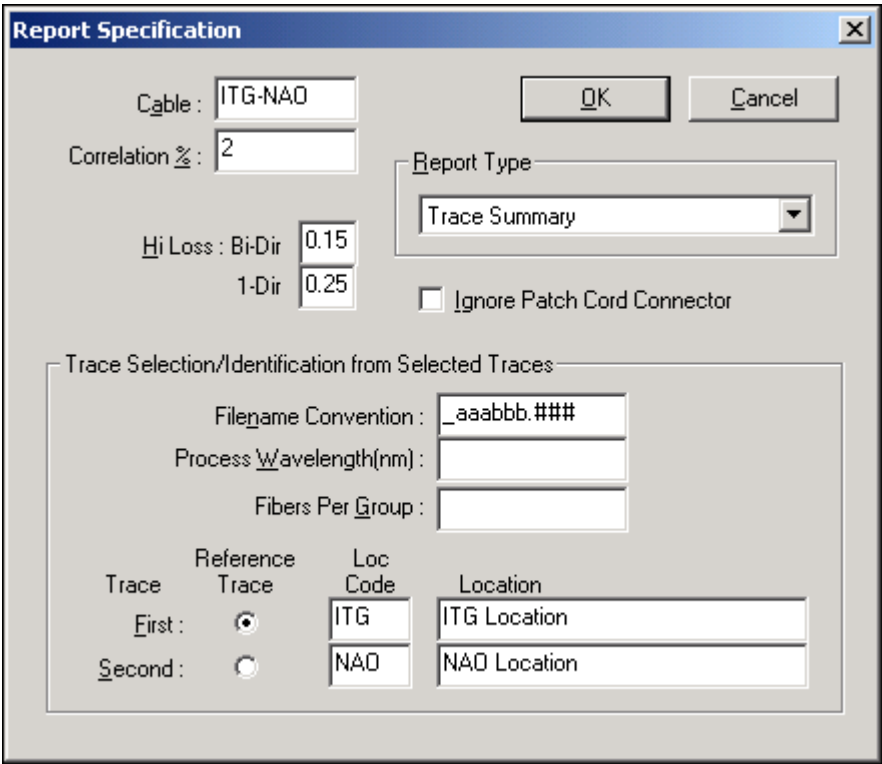 Report Specification
Cable : ITG-NAO
OK
Cancel
Correlation % : 2
Report Type
Trace Summary
Hi Loss : Bi-Dir 0.15
1-Dir 0.25
Ignore Patch Cord Connector
Trace Selection/Identification from Selected Traces
Filename Convention : _aaabbb.###
Process Wavelength(nm) :
Fibers Per Group :
Trace
Reference Trace
Loc Code
Location
First : ITG ITG Location
Second : NAO NAO Location